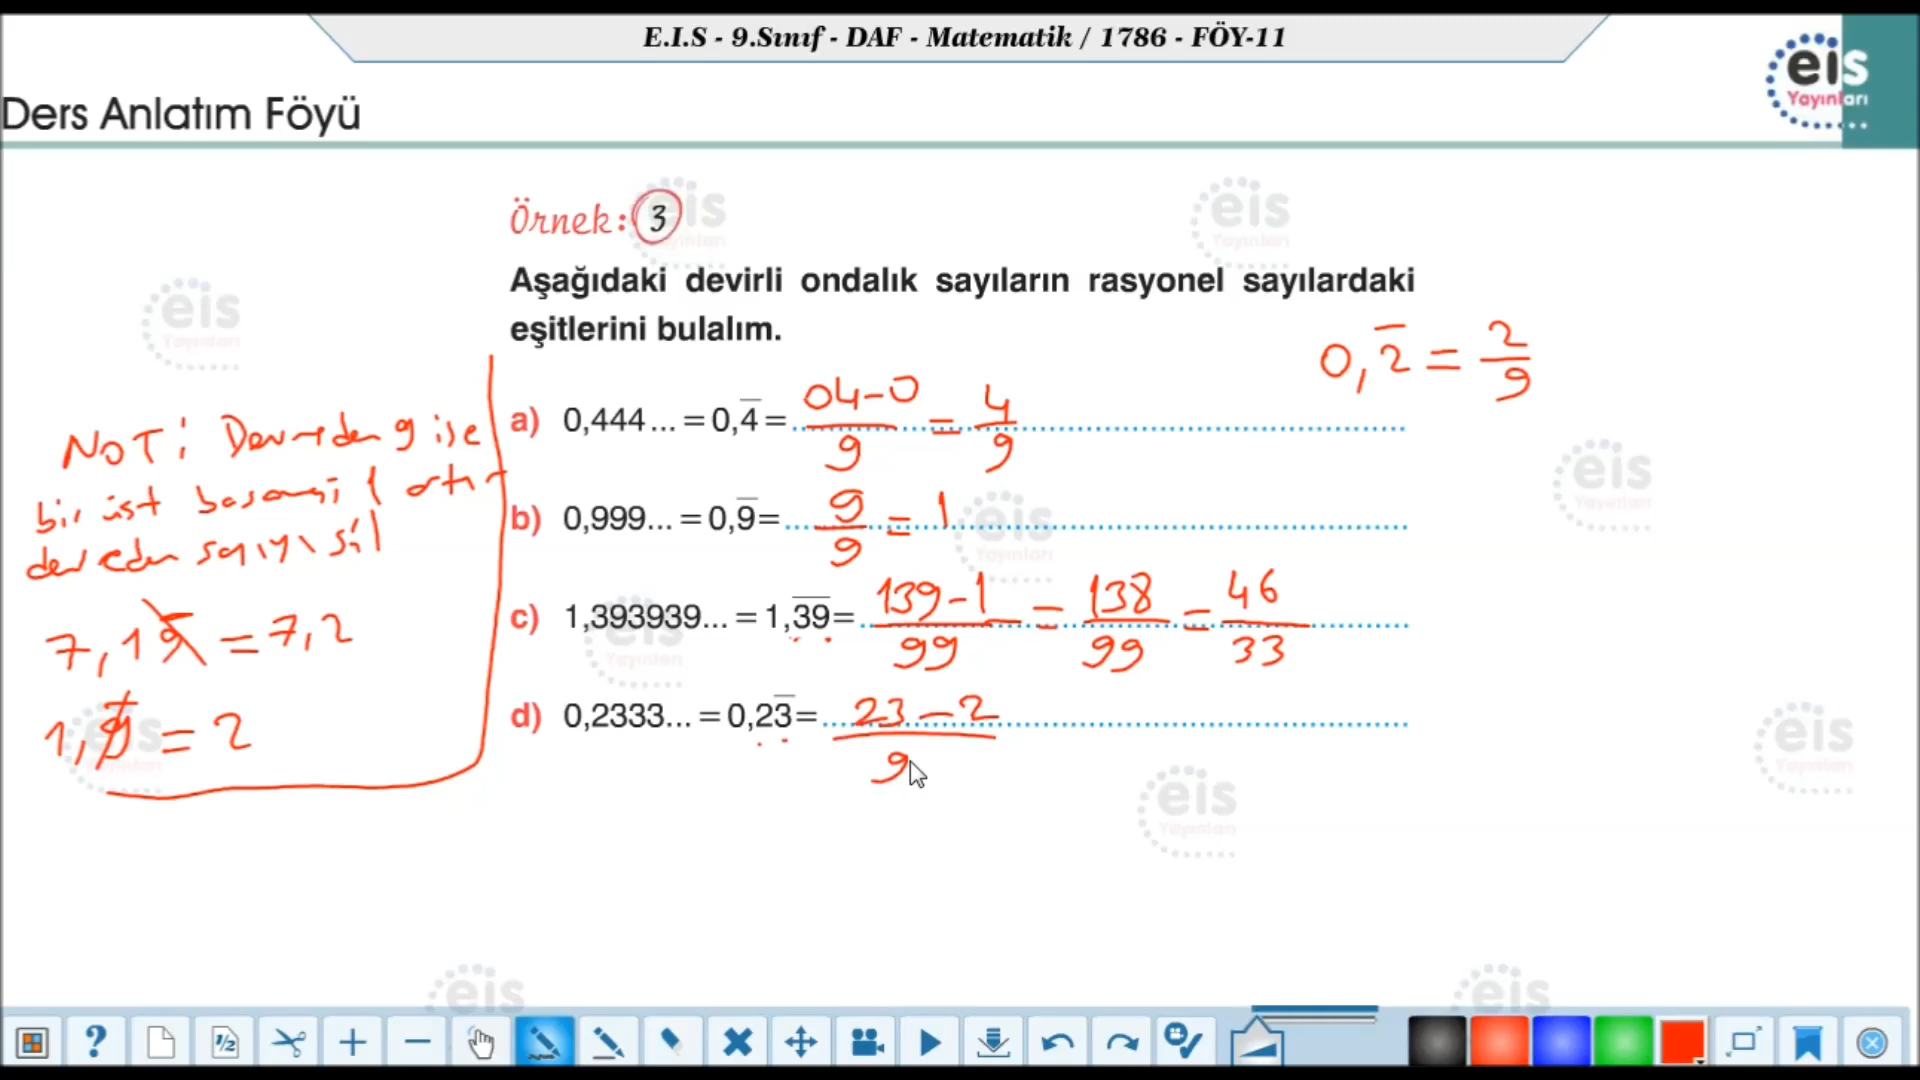 E.I.S - 9.Sınıf - DAF - Matematik / 1786 - FÖY-11
eis
Yayınları
Ders Anlatım Föyü
Örnek: 3
Aşağıdaki devirli ondalık sayıların rasyonel sayılardaki
eşitlerini bulalım.
0,2̅ = 2/9
a) 0,444... = 0,4̅ = 04-0/9 = 4/9
b) 0,999... = 0,9̅ = 9/9 = 1
c) 1,393939... = 1,3̅9̅ = 139-1/99 = 138/99 = 46/33
d) 0,2333... = 0,23̅ = 23-2/9
NOT: Devreden 9 ise
bir üst basamağı 1 artır
devreden sayıyı sil
7,19̅ = 7,2
1,9̅ = 2